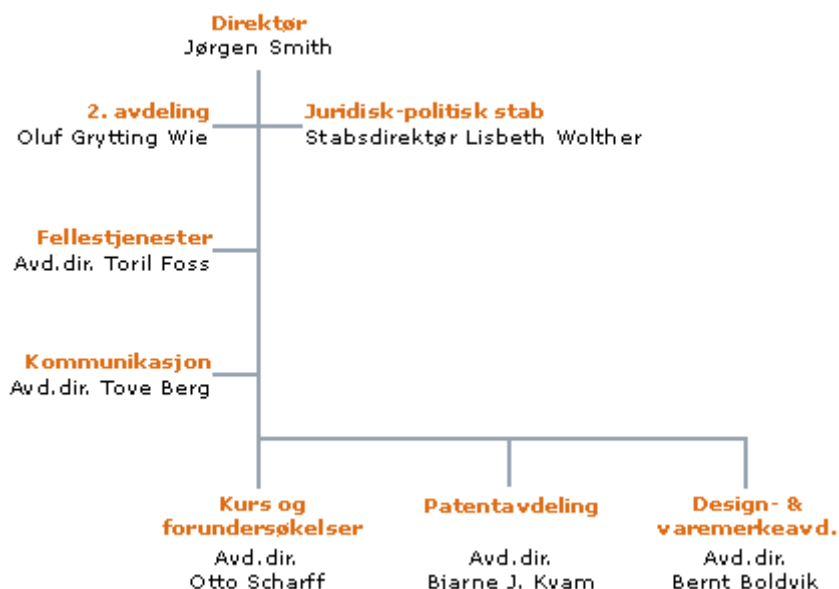 Direktør
Jørgen Smith
2. avdeling
Oluf Grytting Wie
Juridisk-politisk stab
Stabsdirektør Lisbeth Wolther
Fellestjenester
Avd.dir. Toril Foss
Kommunikasjon
Avd.dir. Tove Berg
Kurs og
forundersøkelser
Avd.dir.
Otto Scharff
Patentavdeling
Avd.dir.
Bjarne J. Kvam
Design- &
varemerkeavd.
Avd.dir.
Bernt Boldvik